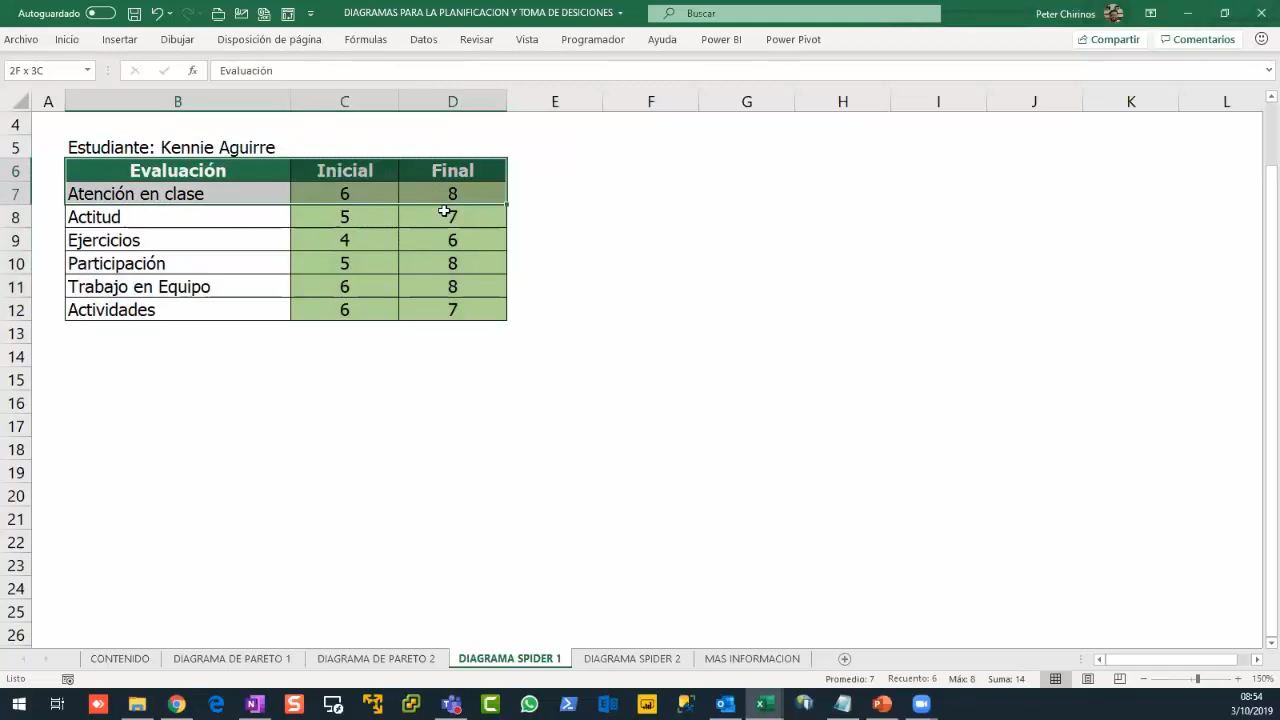 Autoguardado
DIAGRAMAS PARA LA PLANIFICACION Y TOMA DE DESICIONES
Buscar
Peter Chirinos
Archivo Inicio Insertar Dibujar Disposición de página Fórmulas Datos Revisar Vista Programador Ayuda Power BI Power Pivot Compartir Comentarios
2F x 3C fx Evaluación
A B C D E F G H I J K L
4
5 Estudiante: Kennie Aguirre
6 Evaluación Inicial Final
7 Atención en clase 6 8
8 Actitud 5 7
9 Ejercicios 4 6
10 Participación 5 8
11 Trabajo en Equipo 6 8
12 Actividades 6 7
13
14
15
16
17
18
19
20
21
22
23
24
25
26
CONTENIDO DIAGRAMA DE PARETO 1 DIAGRAMA DE PARETO 2 DIAGRAMA SPIDER 1 DIAGRAMA SPIDER 2 MAS INFORMACION
Listo Promedio: 7 Recuento: 6 Máx: 8 Suma: 14 150%
08:54
3/10/2019